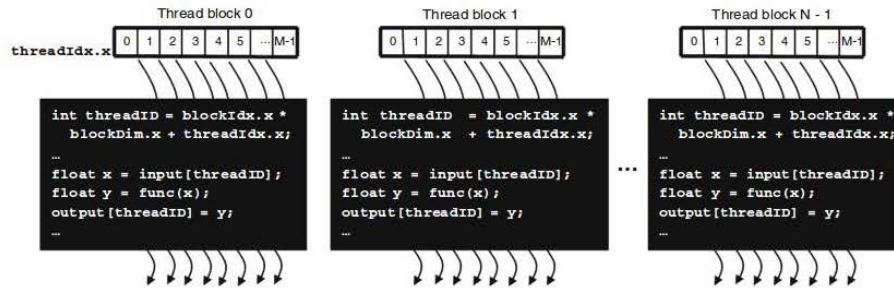 Thread block 0
threadIdx.x 0 1 2 3 4 5 ... M-1
int threadID = blockIdx.x *
blockDim.x + threadIdx.x;
…
float x = input[threadID];
float y = func(x);
output[threadID] = y;
…
Thread block 1
0 1 2 3 4 5 ... M-1
int threadID = blockIdx.x *
blockDim.x + threadIdx.x;
…
float x = input[threadID];
float y = func(x);
output[threadID] = y;
…
...
Thread block N - 1
0 1 2 3 4 5 ... M-1
int threadID = blockIdx.x *
blockDim.x + threadIdx.x;
…
float x = input[threadID];
float y = func(x);
output[threadID] = y;
…